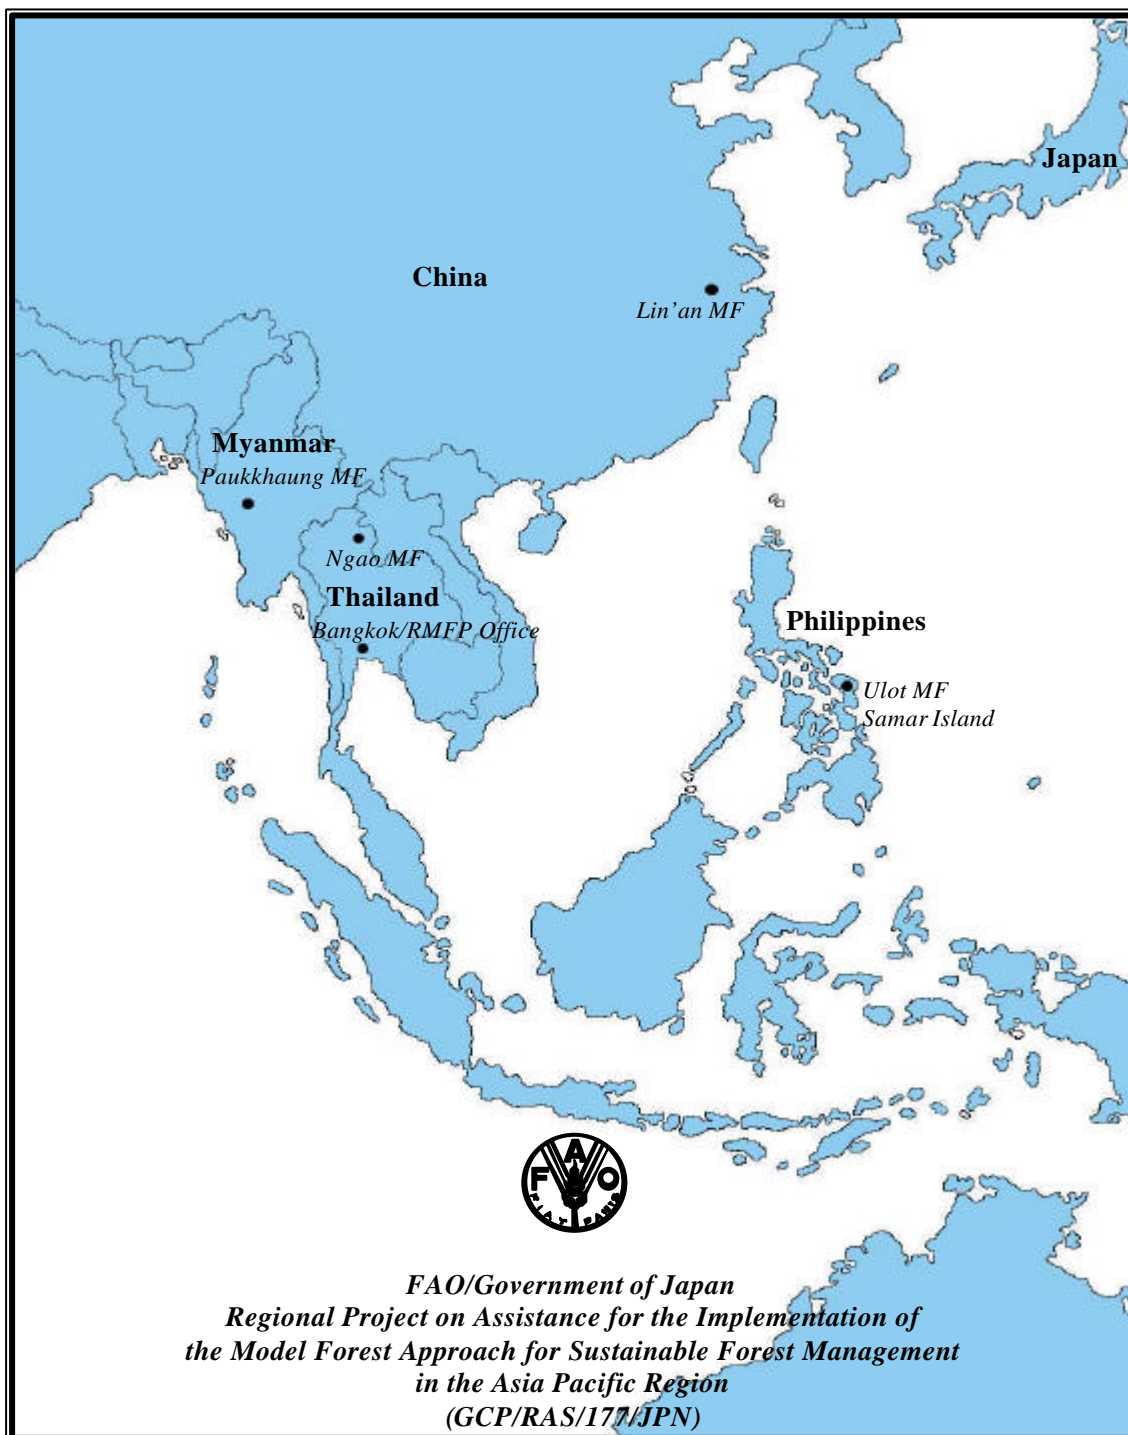 Japan
China
Lin'an MF
Myanmar
Paukkhaung MF
Ngao MF
Thailand
Bangkok/RMFP Office
Philippines
Ulot MF
Samar Island
F A O
FIAT PANIS
FAO/Government of Japan
Regional Project on Assistance for the Implementation of
the Model Forest Approach for Sustainable Forest Management
in the Asia Pacific Region
(GCP/RAS/177/JPN)